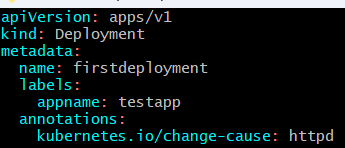 apiVersion: apps/v1
kind: Deployment
metadata:
  name: firstdeployment
  labels:
    appname: testapp
  annotations:
    kubernetes.io/change-cause: httpd